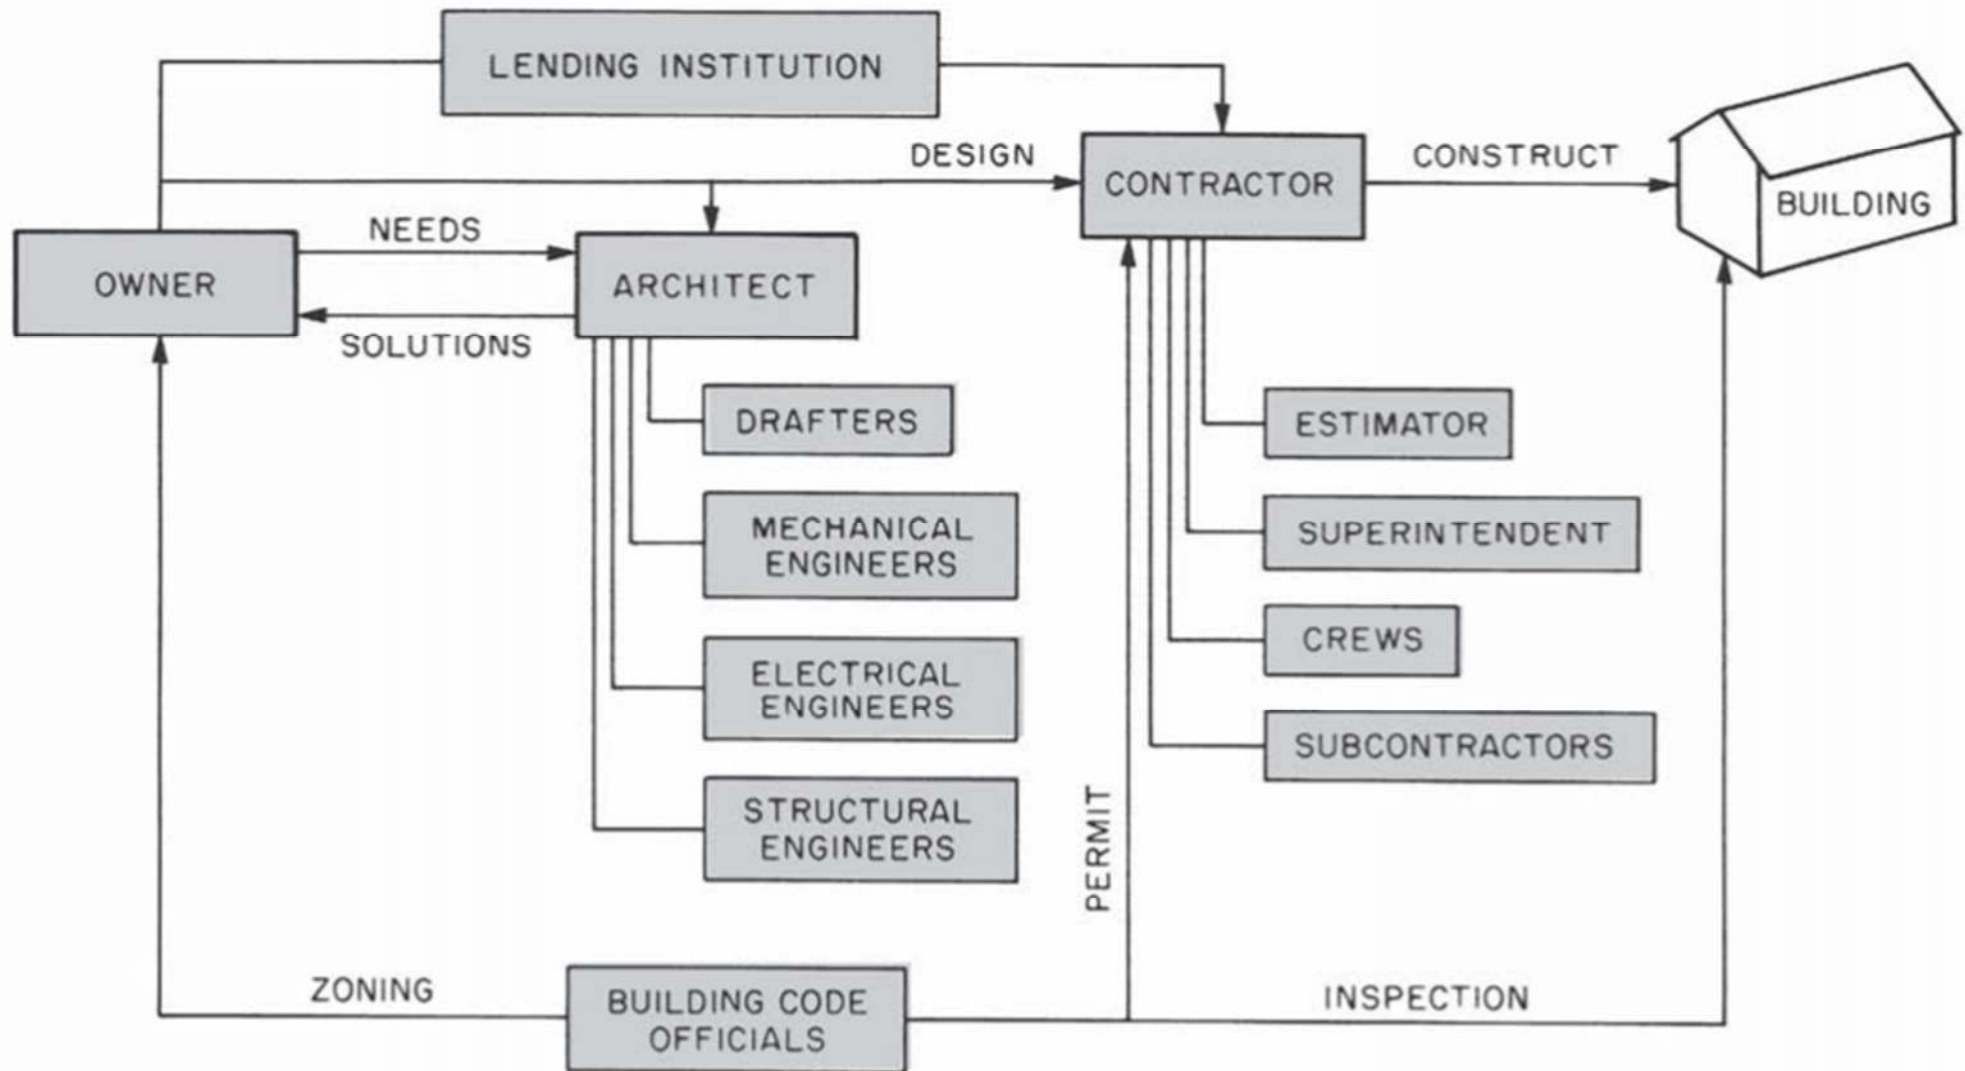 LENDING INSTITUTION
DESIGN
CONTRACTOR
CONSTRUCT
BUILDING
NEEDS
OWNER
ARCHITECT
SOLUTIONS
DRAFTERS
ESTIMATOR
MECHANICAL
ENGINEERS
SUPERINTENDENT
CREWS
ELECTRICAL
ENGINEERS
SUBCONTRACTORS
STRUCTURAL
ENGINEERS
PERMIT
ZONING
BUILDING CODE
OFFICIALS
INSPECTION